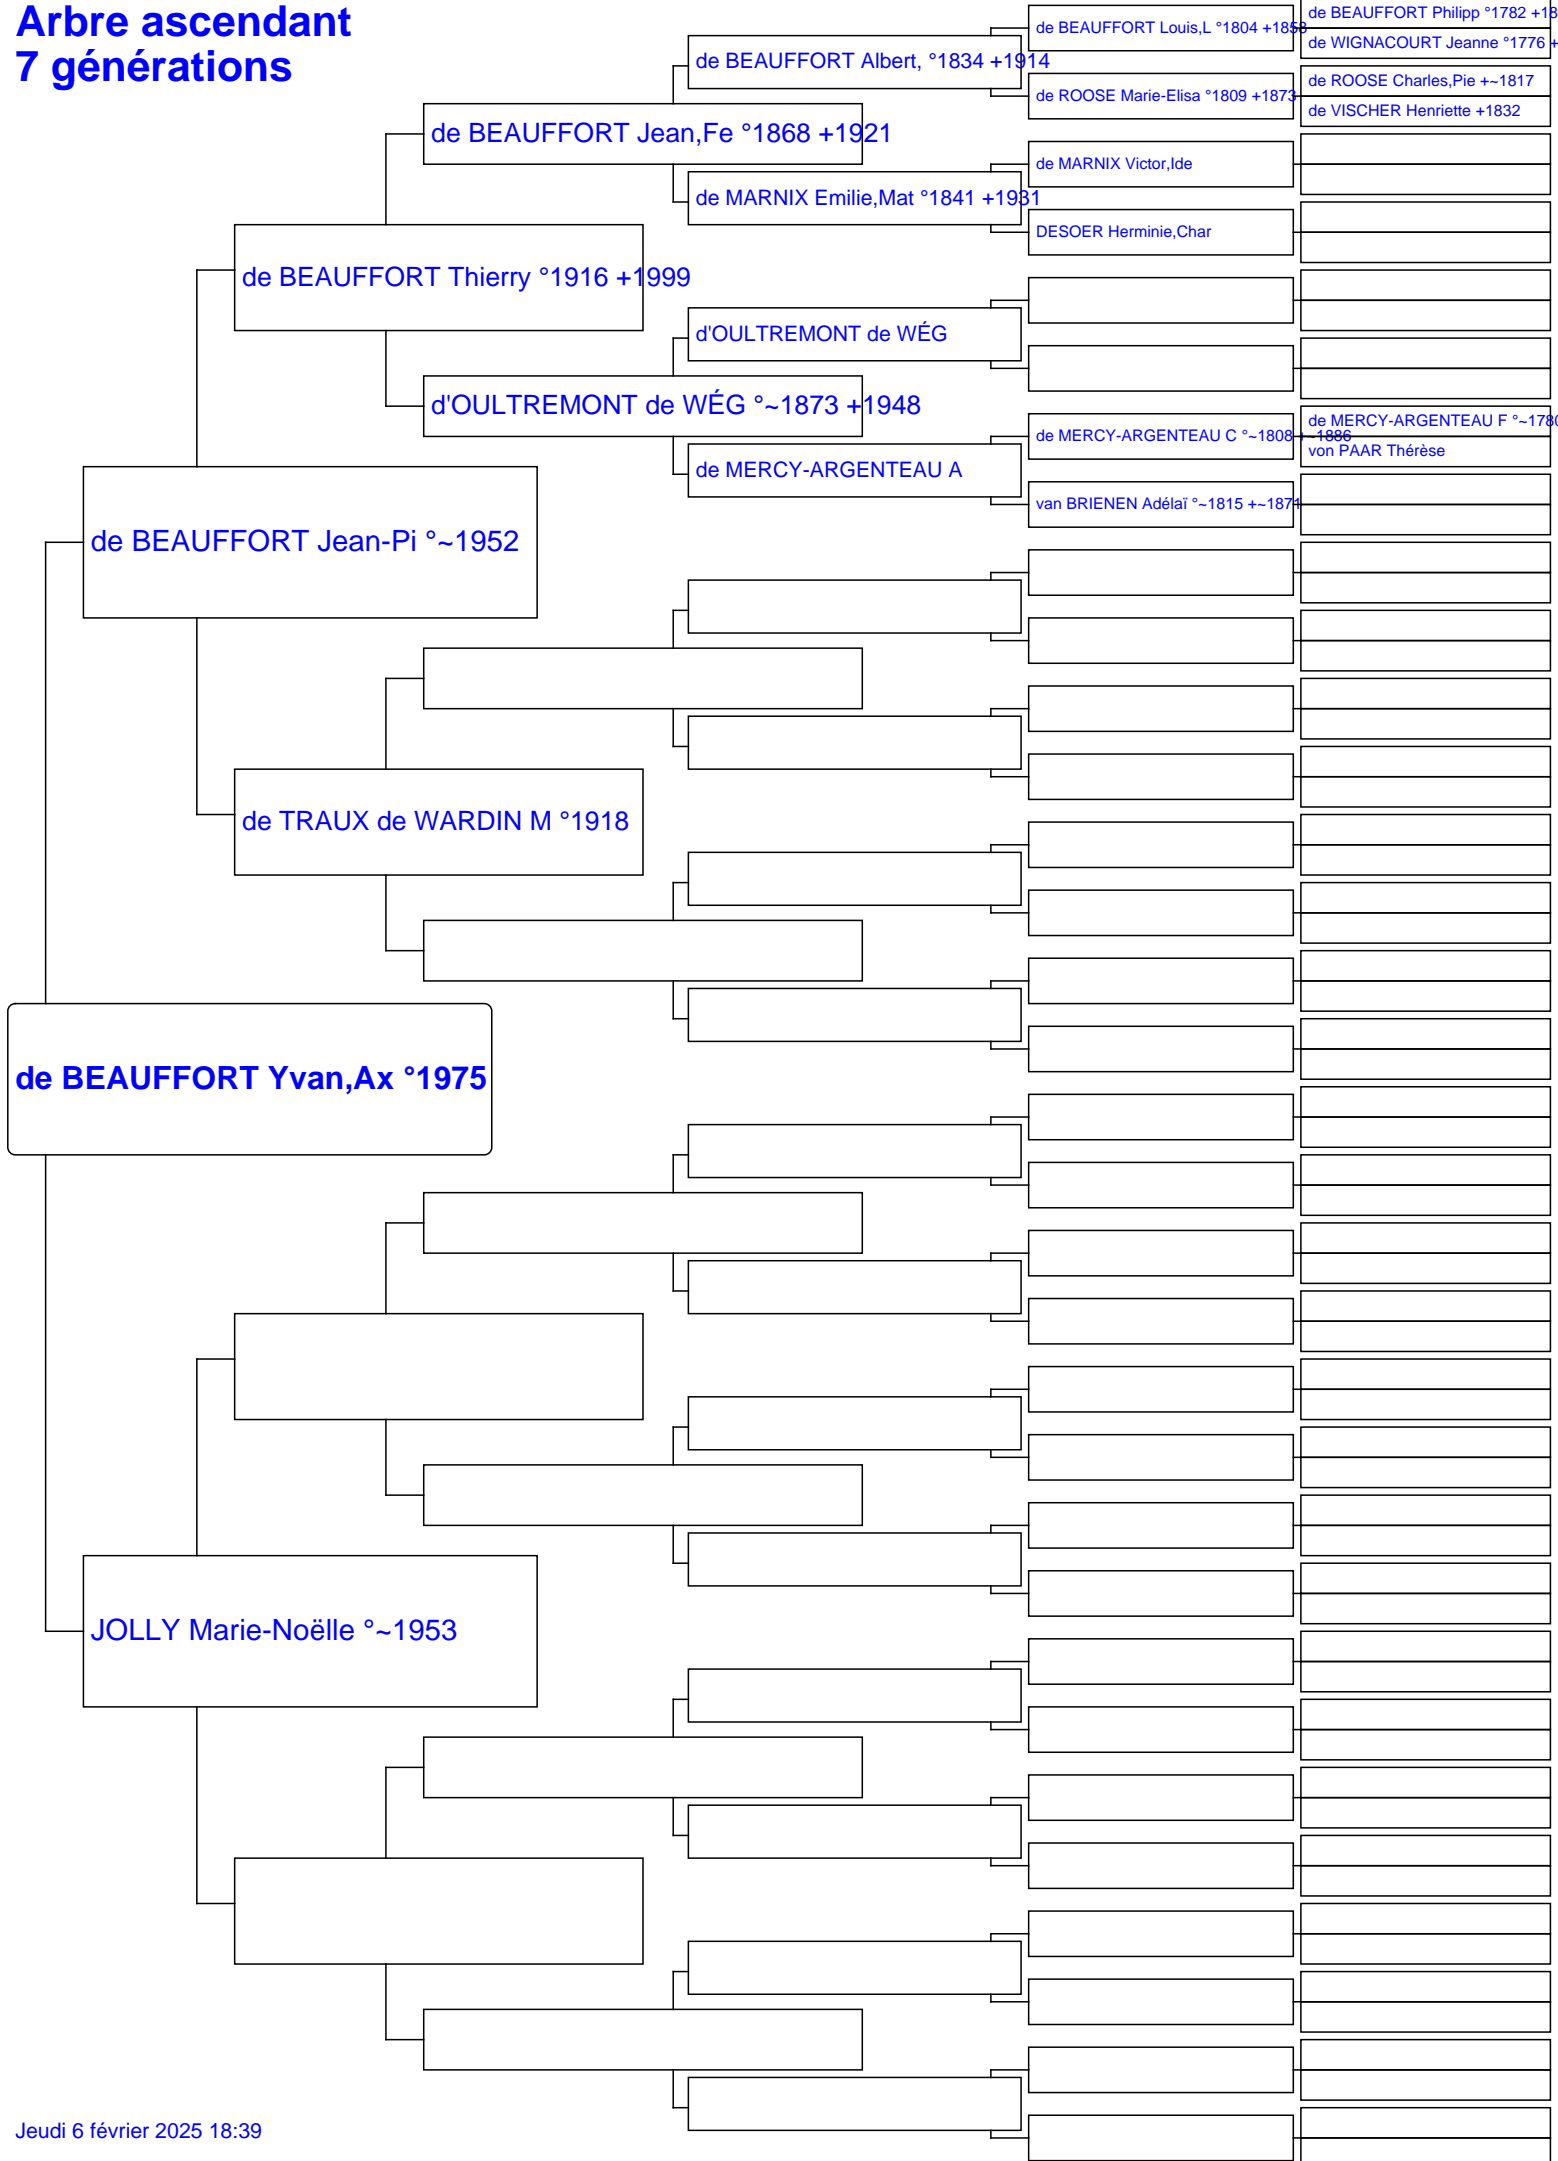 Arbre ascendant
7 générations
de BEAUFFORT Philipp °1782 +18
de BEAUFFORT Louis,L °1804 +1858
de WIGNACOURT Jeanne °1776 +
de BEAUFFORT Albert, °1834 +1914
de ROOSE Charles,Pie +~1817
de ROOSE Marie-Elisa °1809 +1873
de VISCHER Henriette +1832
de BEAUFFORT Jean,Fe °1868 +1921
de MARNIX Victor,Ide
de MARNIX Emilie,Mat °1841 +1931
DESOER Herminie,Char
de BEAUFFORT Thierry °1916 +1999
d'OULTREMONT de WÉG
d'OULTREMONT de WÉG °~1873 +1948
de MERCY-ARGENTEAU F °~1780
de MERCY-ARGENTEAU C °~1808 +~1886
von PAAR Thérèse
de MERCY-ARGENTEAU A
van BRIENEN Adélaï °~1815 +~1871
de BEAUFFORT Jean-Pi °~1952
de TRAUX de WARDIN M °1918
de BEAUFFORT Yvan,Ax °1975
JOLLY Marie-Noëlle °~1953
Jeudi 6 février 2025 18:39